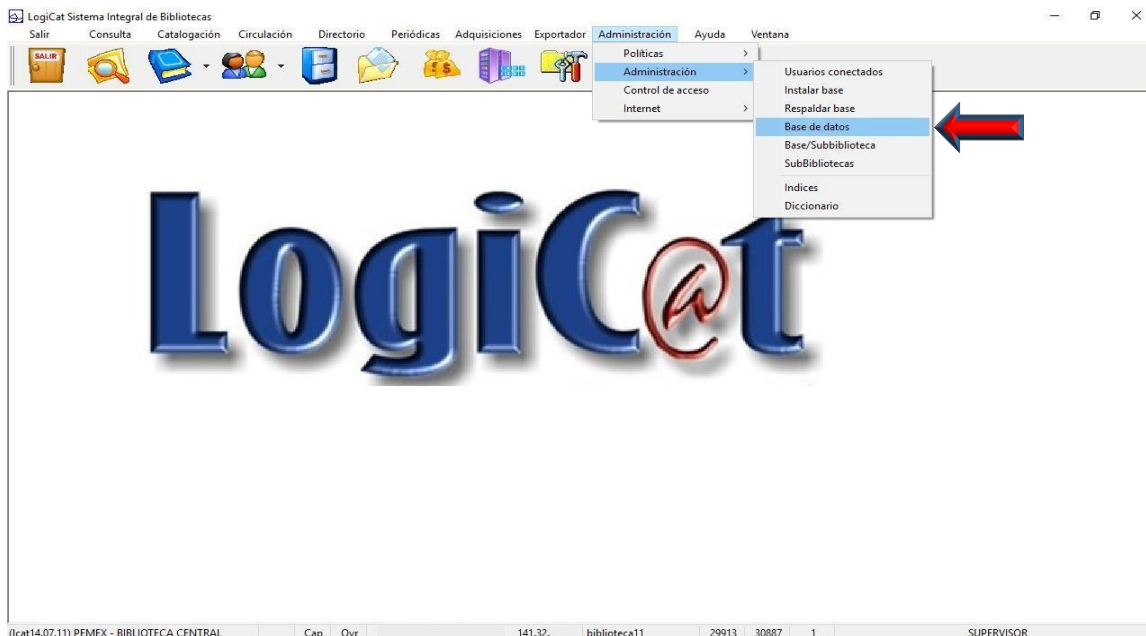 LogiCat Sistema Integral de Bibliotecas
Salir Consulta Catalogación Circulación Directorio Periódicas Adquisiciones Exportador Administración Ayuda Ventana
SALIR
Políticas
Administración
Control de acceso
Internet
Usuarios conectados
Instalar base
Respaldar base
Base de datos
Base/Subbiblioteca
SubBibliotecas
Indices
Diccionario
LogiC@t
(lcat14.07.11) PEMEX - BIBLIOTECA CENTRAL Cap Ovr 141.32. biblioteca11 29913 30887 1 SUPERVISOR